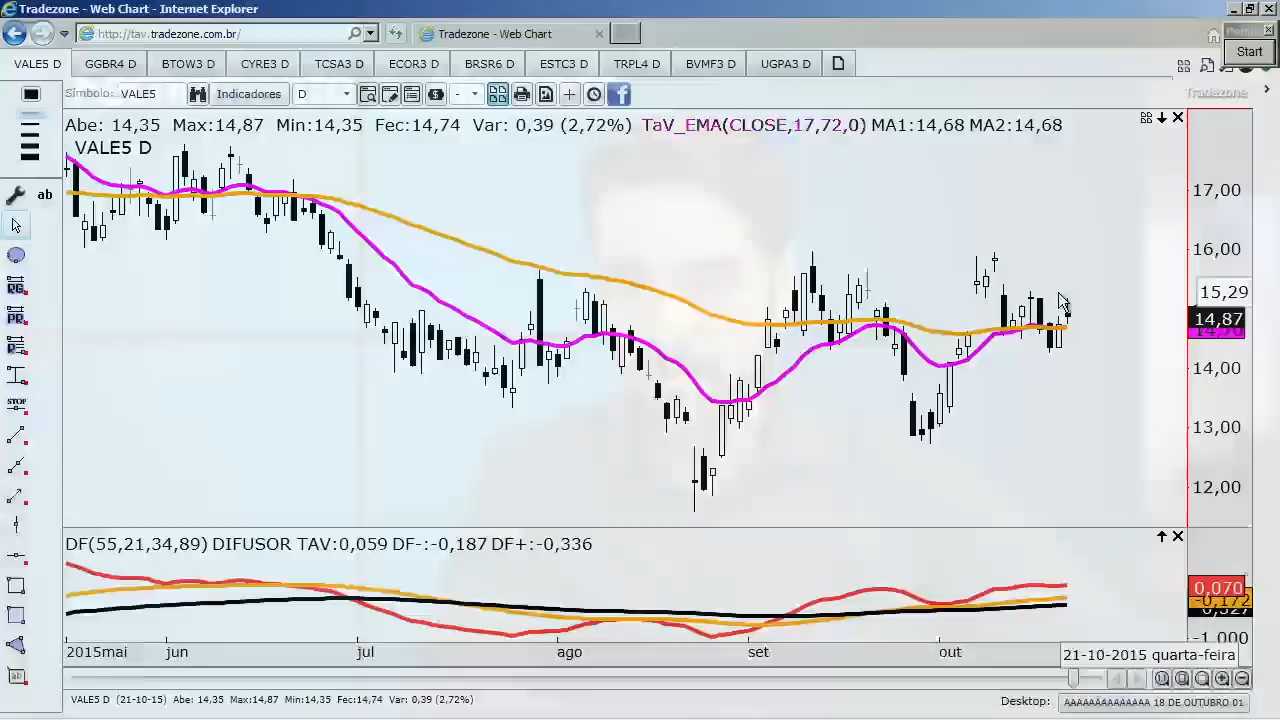 Tradezone - Web Chart - Internet Explorer
http://tav.tradezone.com.br/
Tradezone - Web Chart
Start
VALE5 D GGBR4 D BTOW3 D CYRE3 D TCSA3 D ECOR3 D BRSR6 D ESTC3 D TRPL4 D BVMF3 D UGPA3 D
Símbolo: VALE5 Indicadores D - Tradezone
Abe: 14,35 Max:14,87 Min:14,35 Fec:14,74 Var: 0,39 (2,72%) TaV_EMA(CLOSE,17,72,0) MA1:14,68 MA2:14,68
VALE5 D
ab
17,00
16,00
15,29
14,87
14,00
13,00
12,00
RG
PR
STOP
DF(55,21,34,89) DIFUSOR TAV:0,059 DF-:-0,187 DF+:-0,336
0,070
-0,172
-1,000
2015mai jun jul ago set out
21-10-2015 quarta-feira
VALE5 D (21-10-15) Abe: 14,35 Max:14,87 Min:14,35 Fec:14,74 Var: 0,39 (2,72%)
Desktop: AAAAAAAAAAAAAA 18 DE OUTUBRO 01